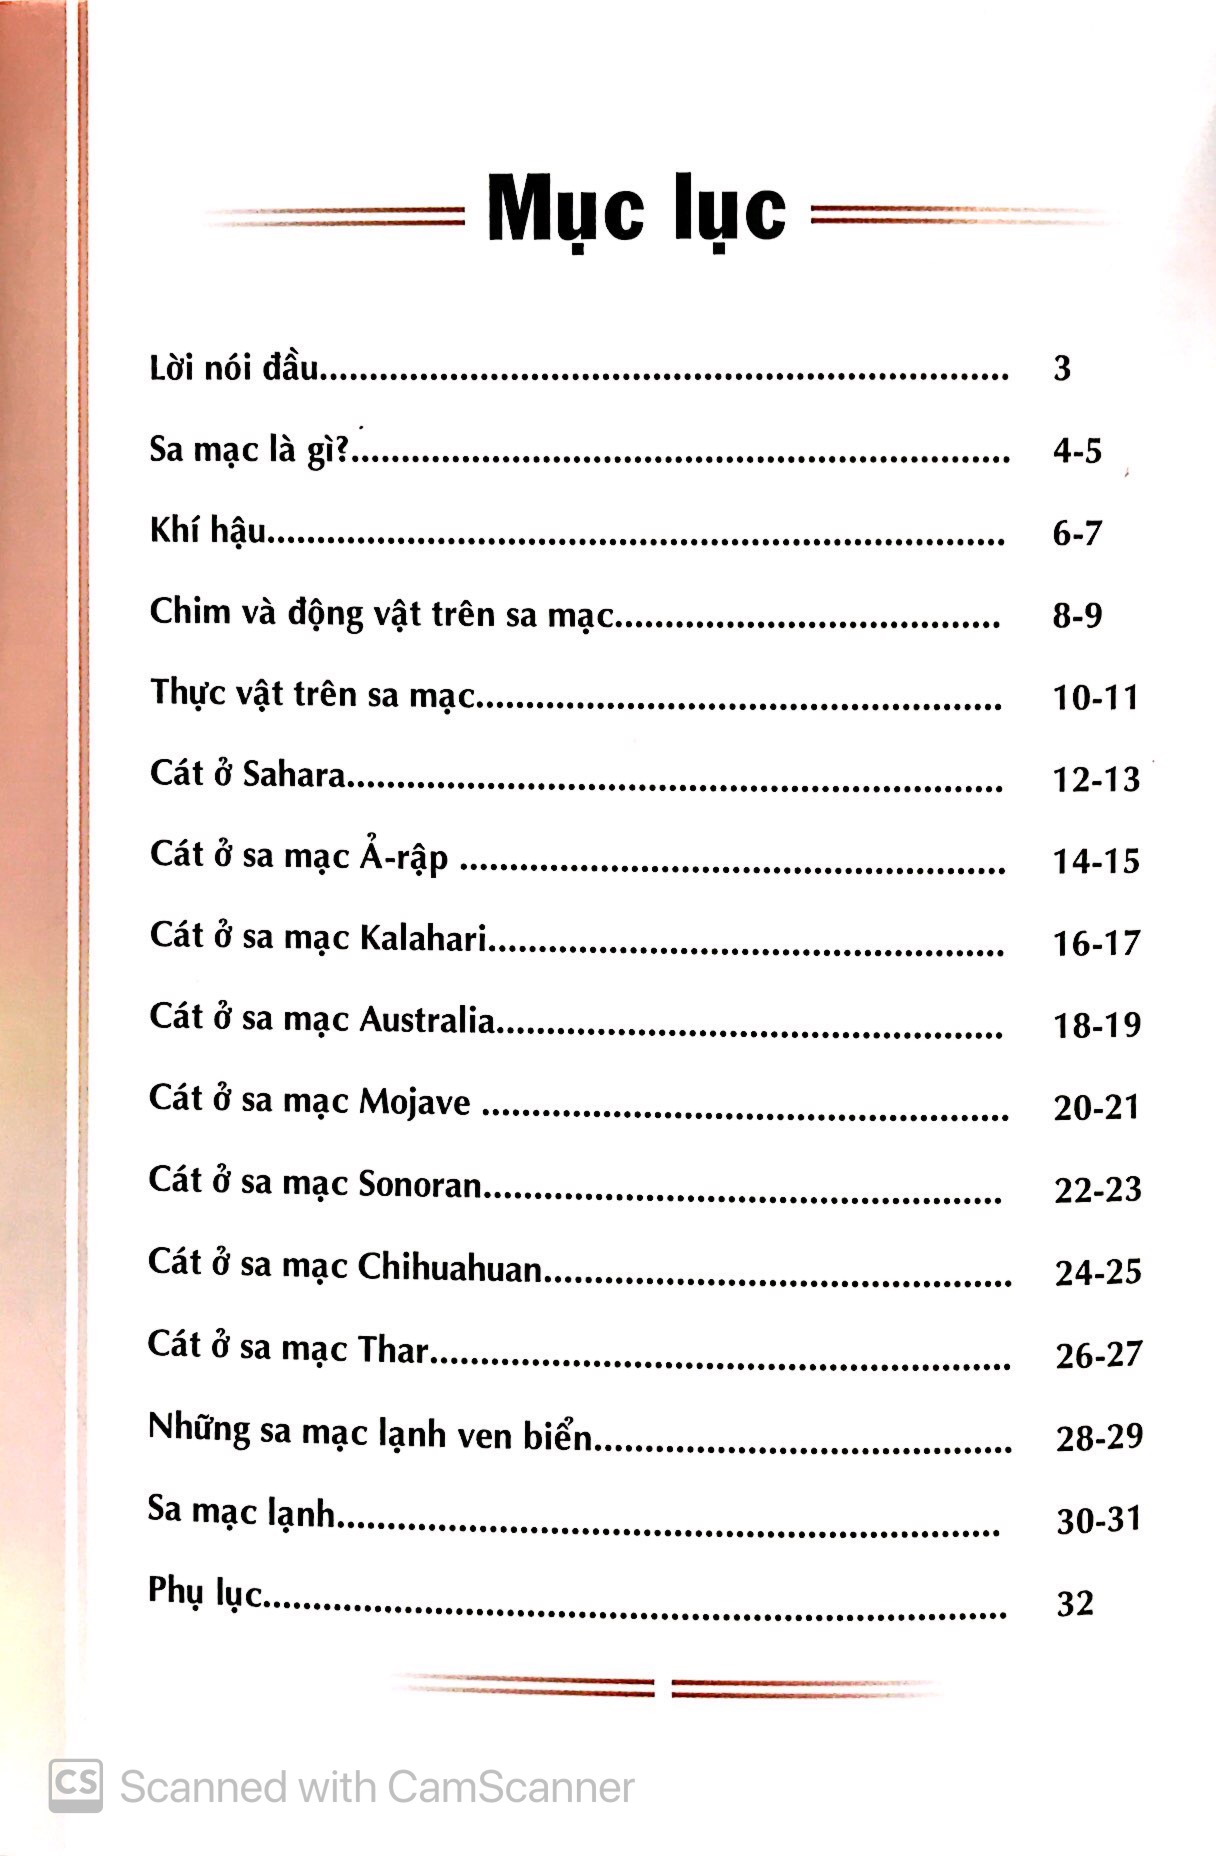 Mục lục
Lời nói đầu..................................................................... 3
Sa mạc là gì?.................................................................. 4-5
Khí hậu.......................................................................... 6-7
Chim và động vật trên sa mạc....................................... 8-9
Thực vật trên sa mạc..................................................... 10-11
Cát ở Sahara.................................................................. 12-13
Cát ở sa mạc Ả-rập ....................................................... 14-15
Cát ở sa mạc Kalahari.................................................... 16-17
Cát ở sa mạc Australia................................................... 18-19
Cát ở sa mạc Mojave ..................................................... 20-21
Cát ở sa mạc Sonoran.................................................... 22-23
Cát ở sa mạc Chihuahuan............................................... 24-25
Cát ở sa mạc Thar.......................................................... 26-27
Những sa mạc lạnh ven biển.......................................... 28-29
Sa mạc lạnh................................................................... 30-31
Phụ lục.......................................................................... 32
CS Scanned with CamScanner